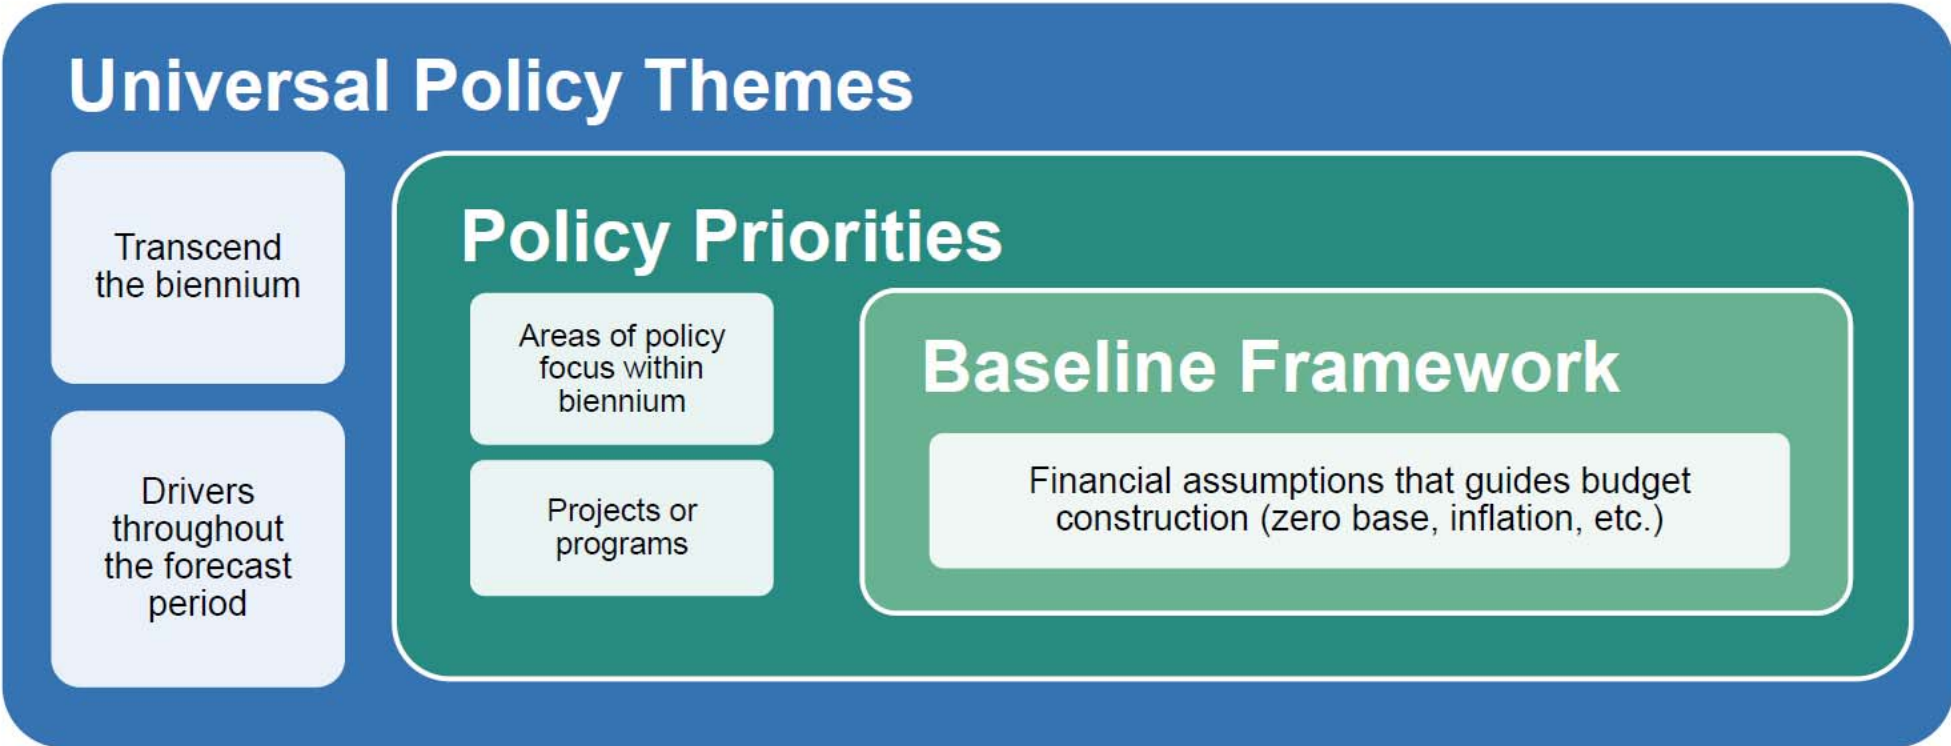 Universal Policy Themes
Transcend
the biennium
Drivers
throughout
the forecast
period
Policy Priorities
Areas of policy
focus within
biennium
Projects or
programs
Baseline Framework
Financial assumptions that guides budget
construction (zero base, inflation, etc.)